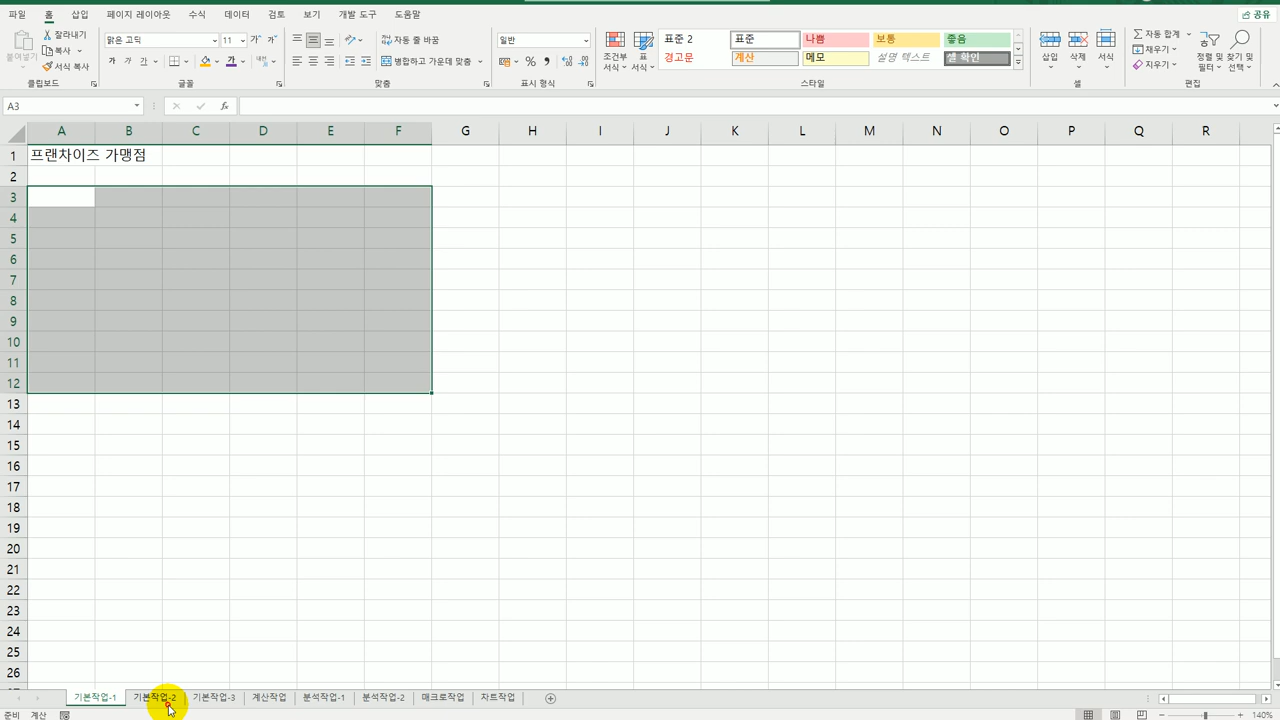 파일 홈 삽입 페이지 레이아웃 수식 데이터 검토 보기 개발 도구 도움말 공유
붙여넣기
잘라내기
복사
서식 복사
클립보드
맑은 고딕 11
가 가
글꼴
자동 줄 바꿈
병합하고 가운데 맞춤
맞춤
일반
표시 형식
조건부 서식
표 서식
표준 2 표준 나쁨 보통 좋음
경고문 계산 메모 설명 텍스트 셀 확인
스타일
삽입 삭제 서식
셀
자동 합계
채우기
지우기
정렬 및 필터
찾기 및 선택
편집
A3 fx
A B C D E F G H I J K L M N O P Q R
1 프랜차이즈 가맹점
2
3
4
5
6
7
8
9
10
11
12
13
14
15
16
17
18
19
20
21
22
23
24
25
26
기본작업-1 기본작업-2 기본작업-3 계산작업 분석작업-1 분석작업-2 매크로작업 차트작업
준비 계산 140%